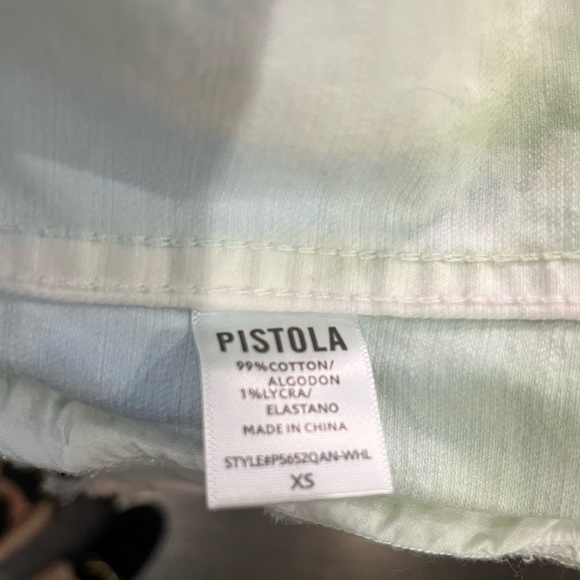 PISTOLA
99%COTTON/
ALGODON
1%LYCRA/
ELASTANO
MADE IN CHINA
STYLE#P5652QAN-WHL
XS